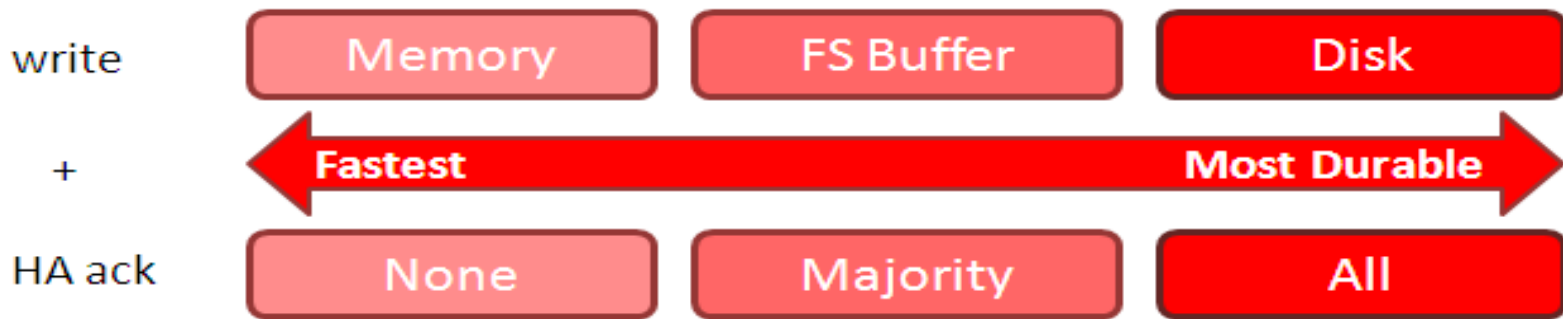 write Memory FS Buffer Disk
+ Fastest Most Durable
HA ack None Majority All